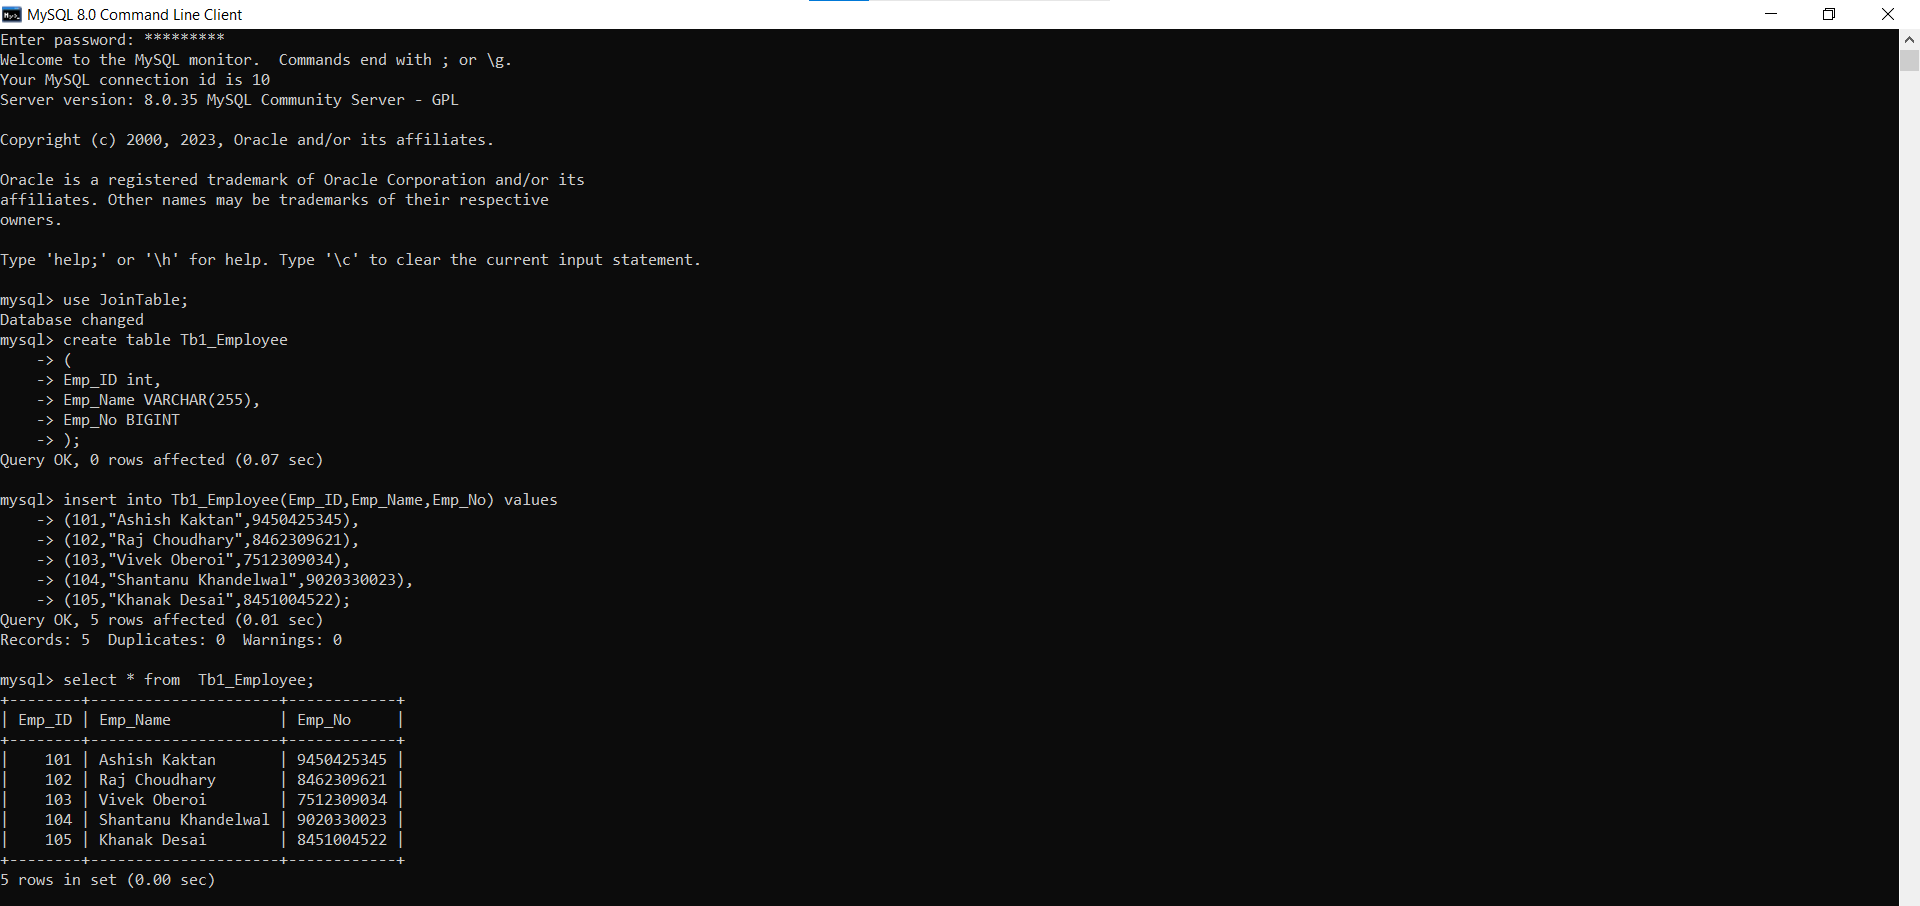 MySQL 8.0 Command Line Client
Enter password: *********
Welcome to the MySQL monitor.  Commands end with ; or \g.
Your MySQL connection id is 10
Server version: 8.0.35 MySQL Community Server - GPL

Copyright (c) 2000, 2023, Oracle and/or its affiliates.

Oracle is a registered trademark of Oracle Corporation and/or its
affiliates. Other names may be trademarks of their respective
owners.

Type 'help;' or '\h' for help. Type '\c' to clear the current input statement.

mysql> use JoinTable;
Database changed
mysql> create table Tb1_Employee
    -> (
    -> Emp_ID int,
    -> Emp_Name VARCHAR(255),
    -> Emp_No BIGINT
    -> );
Query OK, 0 rows affected (0.07 sec)

mysql> insert into Tb1_Employee(Emp_ID,Emp_Name,Emp_No) values
    -> (101,"Ashish Kaktan",9450425345),
    -> (102,"Raj Choudhary",8462309621),
    -> (103,"Vivek Oberoi",7512309034),
    -> (104,"Shantanu Khandelwal",9020330023),
    -> (105,"Khanak Desai",8451004522);
Query OK, 5 rows affected (0.01 sec)
Records: 5  Duplicates: 0  Warnings: 0

mysql> select * from  Tb1_Employee;
+--------+---------------------+------------+
| Emp_ID | Emp_Name            | Emp_No     |
+--------+---------------------+------------+
|    101 | Ashish Kaktan       | 9450425345 |
|    102 | Raj Choudhary       | 8462309621 |
|    103 | Vivek Oberoi        | 7512309034 |
|    104 | Shantanu Khandelwal | 9020330023 |
|    105 | Khanak Desai        | 8451004522 |
+--------+---------------------+------------+
5 rows in set (0.00 sec)